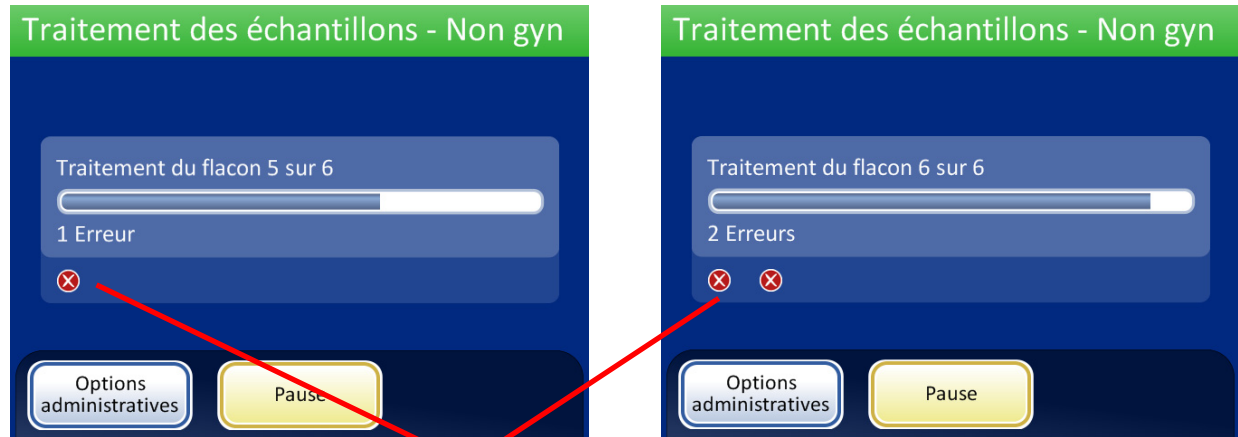 Traitement des échantillons - Non gyn
Traitement du flacon 5 sur 6
1 Erreur
Options
administratives
Pause
Traitement des échantillons - Non gyn
Traitement du flacon 6 sur 6
2 Erreurs
Options
administratives
Pause